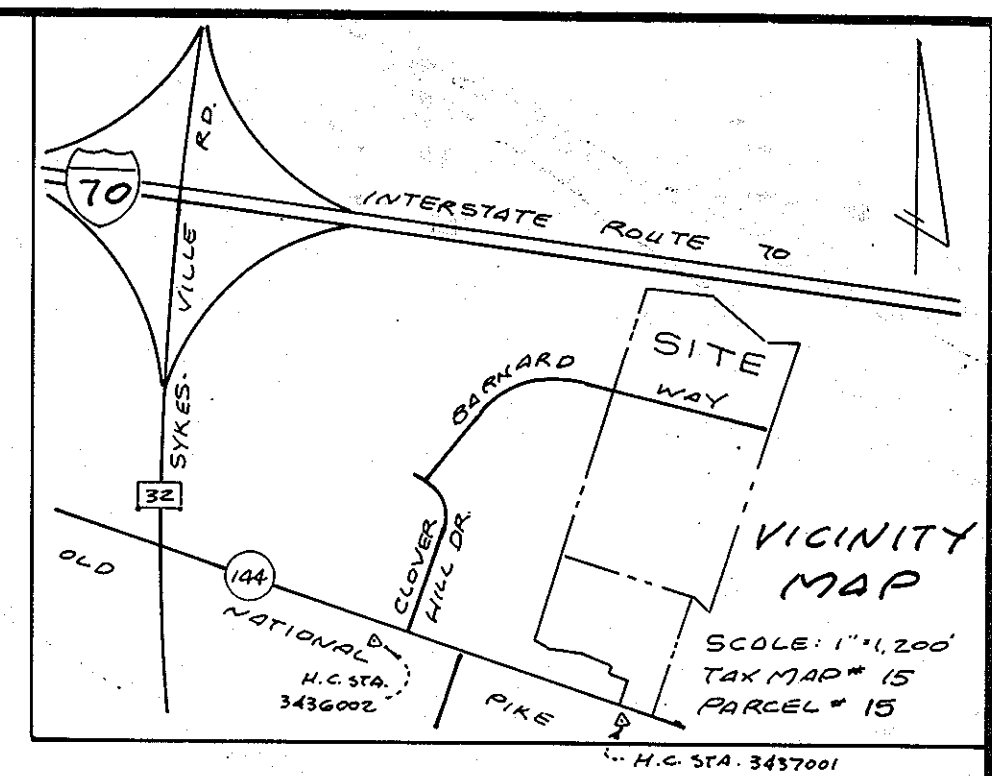 SYKES-VILLE RD.
70
INTERSTATE ROUTE 70
SITE
BARNARD WAY
32
CLOVER
HILL DR.
OLD NATIONAL PIKE
144
H.C. STA.
3436002
VICINITY
MAP
SCALE: 1"=1,200'
TAX MAP # 15
PARCEL # 15
H.C. STA. 3437001